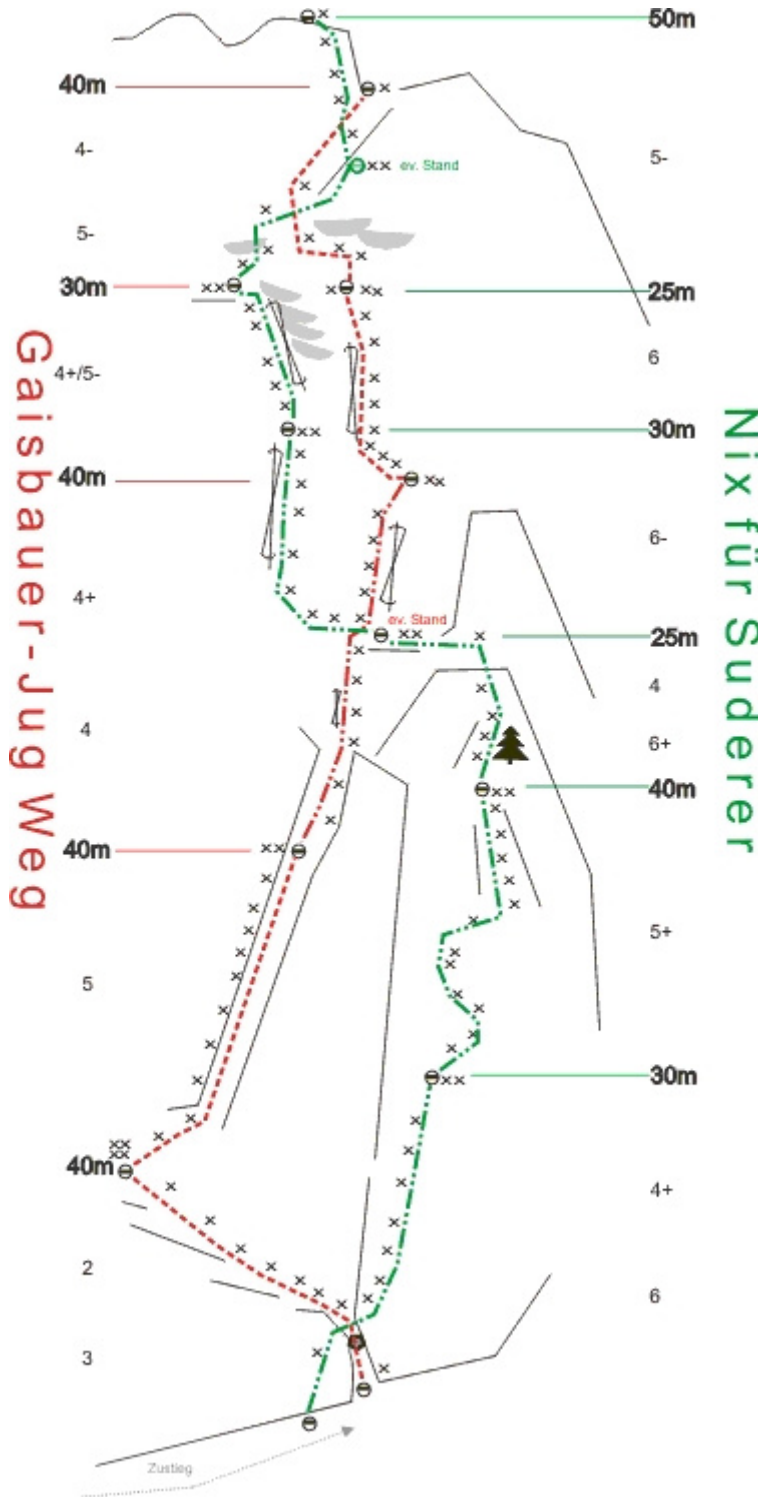 50m
40m
4-
5-
ev. Stand
5-
30m
25m
4+/5-
6
30m
40m
6-
4+
ev. Stand
25m
4
4
6+
40m
40m
5+
5
30m
40m
4+
2
6
3
Zustieg
Gaisbauer-Jug Weg
Nix für Suderer